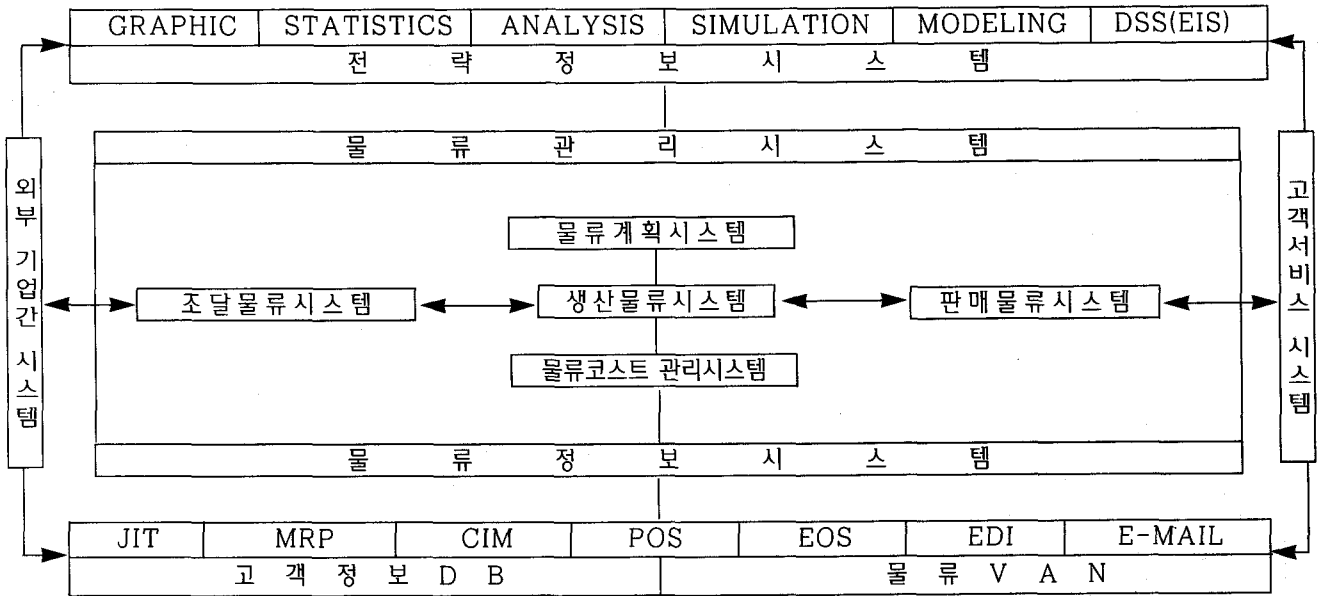 GRAPHIC STATISTICS ANALYSIS SIMULATION MODELING DSS(EIS)
전략정보시스템
물류관리시스템
외부 기업간 시스템
고객서비스 시스템
물류계획시스템
조달물류시스템
생산물류시스템
판매물류시스템
물류코스트 관리시스템
물류정보시스템
JIT MRP CIM POS EOS EDI E-MAIL
고객정보DB 물류VAN